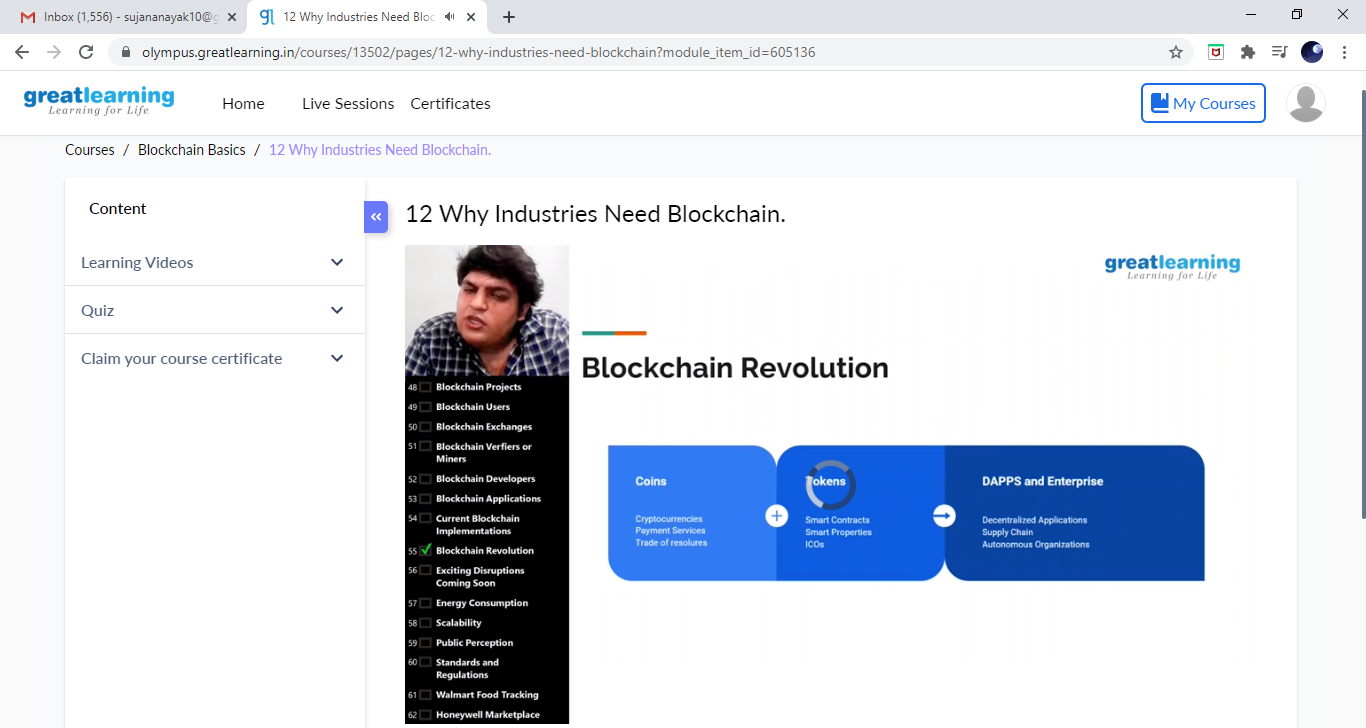 Inbox (1,556) - sujananayak10@g
12 Why Industries Need Bloc
olympus.greatlearning.in/courses/13502/pages/12-why-industries-need-blockchain?module_item_id=605136
greatlearning
Learning for Life
Home
Live Sessions
Certificates
My Courses
Courses / Blockchain Basics / 12 Why Industries Need Blockchain.
Content
Learning Videos
Quiz
Claim your course certificate
12 Why Industries Need Blockchain.
48 Blockchain Projects
49 Blockchain Users
50 Blockchain Exchanges
51 Blockchain Verfiers or
Miners
52 Blockchain Developers
53 Blockchain Applications
54 Current Blockchain
Implementations
55 Blockchain Revolution
56 Exciting Disruptions
Coming Soon
57 Energy Consumption
58 Scalability
59 Public Perception
60 Standards and
Regulations
61 Walmart Food Tracking
62 Honeywell Marketplace
greatlearning
Learning for Life
Blockchain Revolution
Coins
Cryptocurrencies
Payment Services
Trade of resolures
Tokens
Smart Contracts
Smart Properties
ICOs
DAPPS and Enterprise
Decentralized Applications
Supply Chain
Autonomous Organizations